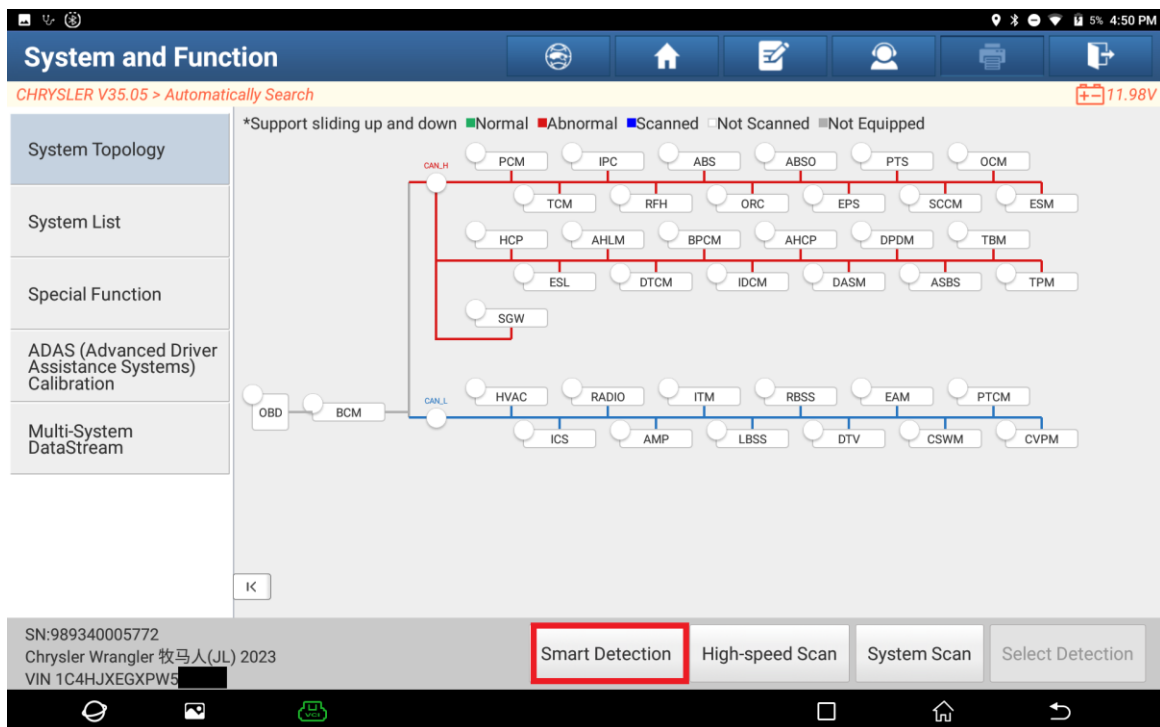 5% 4:50 PM
System and Function
CHRYSLER V35.05 > Automatically Search
11.98V
System Topology
System List
Special Function
ADAS (Advanced Driver
Assistance Systems)
Calibration
Multi-System
DataStream
*Support sliding up and down Normal Abnormal Scanned Not Scanned Not Equipped
CAN_H
PCM IPC ABS ABSO PTS OCM
TCM RFH ORC EPS SCCM ESM
HCP AHLM BPCM AHCP DPDM TBM
ESL DTCM IDCM DASM ASBS TPM
SGW
OBD BCM
CAN_L
HVAC RADIO ITM RBSS EAM PTCM
ICS AMP LBSS DTV CSWM CVPM
SN:989340005772
Chrysler Wrangler 牧马人(JL) 2023
VIN 1C4HJXEGXPW5
Smart Detection High-speed Scan System Scan Select Detection
VCI